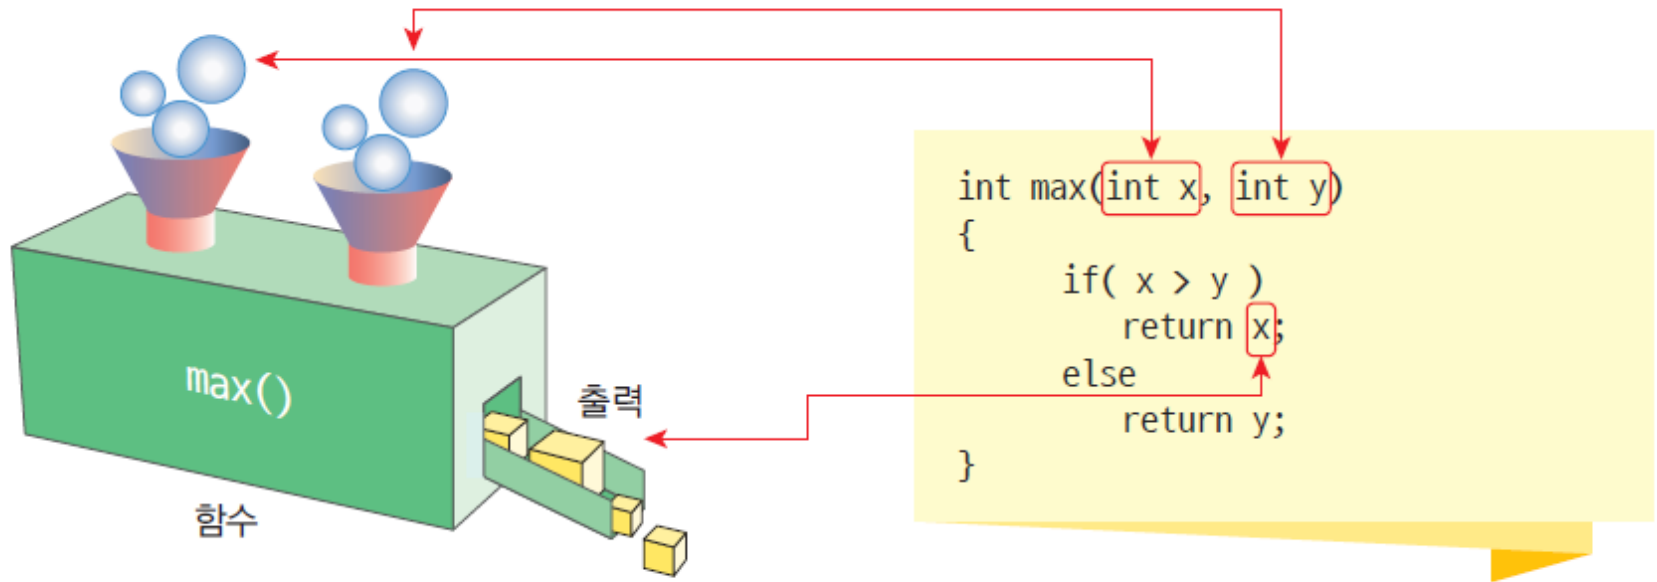 max()
함수
출력
int max(int x, int y)
{
if( x > y )
return x;
else
return y;
}